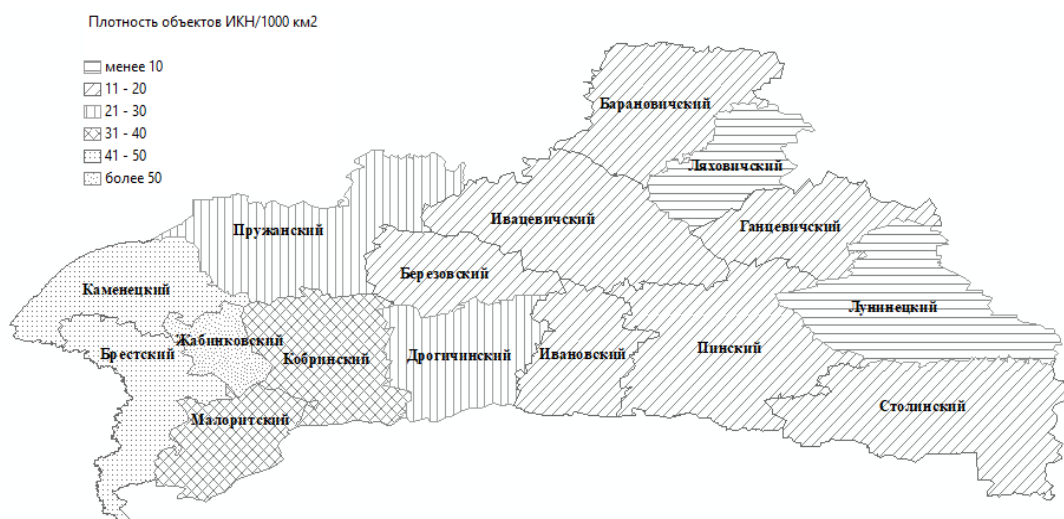 Плотность объектов ИКН/1000 км2
менее 10
11 - 20
21 - 30
31 - 40
41 - 50
более 50
Барановичский
Ляховичский
Ивацевичский
Ганцевичский
Пружанский
Березовский
Каменецкий
Лунинецкий
Жабинковский
Брестский
Кобринский
Дрогичинский
Ивановский
Пинский
Столинский
Малоритский